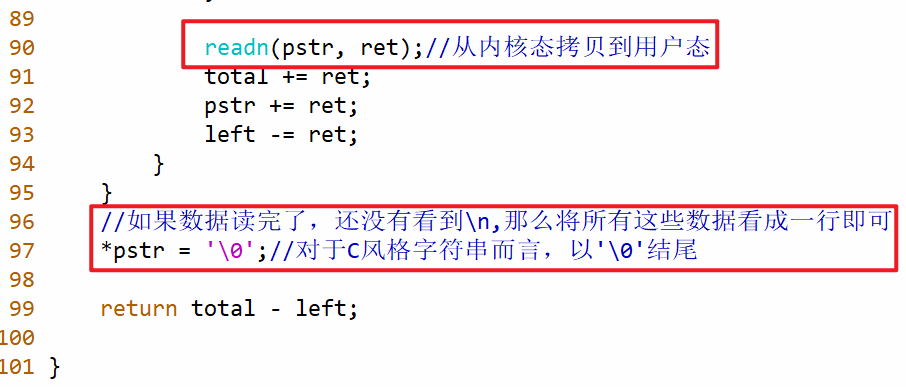 89
90 readn(pstr, ret);//从内核态拷贝到用户态
91 total += ret;
92 pstr += ret;
93 left -= ret;
94 }
95 }
96 //如果数据读完了，还没有看到\n,那么将所有这些数据看成一行即可
97 *pstr = '\0';//对于C风格字符串而言，以'\0'结尾
98
99 return total - left;
100
101 }